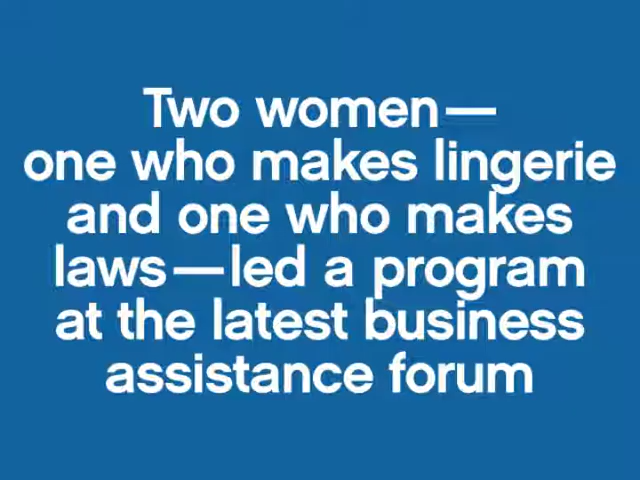 Two women—
one who makes lingerie
and one who makes
laws—led a program
at the latest business
assistance forum